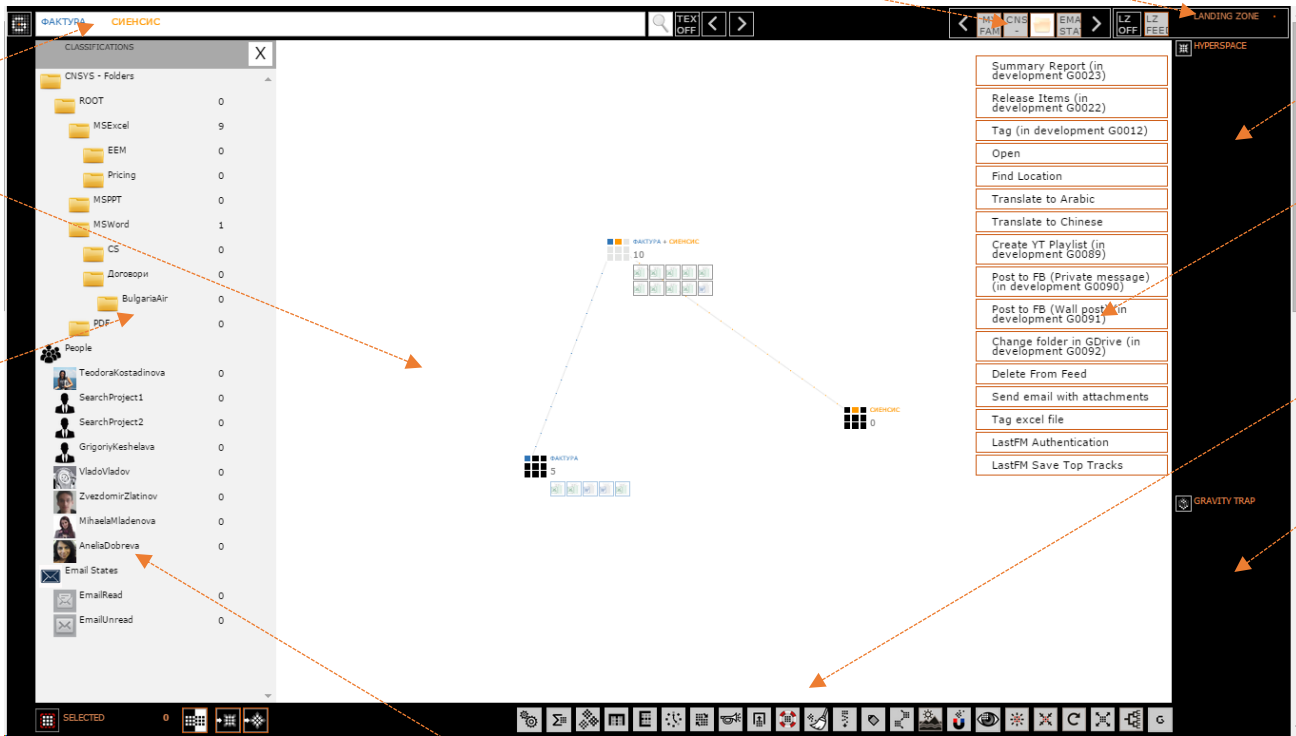 ФАКТУРА СИЕНСИС
TEX
OFF
CNS
-
EMA
STA
LZ
OFF
LZ
FEE
LANDING ZONE
CLASSIFICATIONS
X
HYPERSPACE
CNSYS - Folders
ROOT 0
MSExcel 9
EEM 0
Pricing 0
MSPPT 0
MSWord 1
CS 0
Договори 0
BulgariaAir 0
PDF 0
People
TeodoraKostadinova 0
SearchProject1 0
SearchProject2 0
GrigoriyKeshelava 0
VladoVladov 0
ZvezdomirZlatinov 0
MihaelaMladenova 0
AneliaDobreva 0
Email States
EmailRead 0
EmailUnread 0
ФАКТУРА + СИЕНСИС
10
СИЕНСИС
0
ФАКТУРА
5
Summary Report (in
development G0023)
Release Items (in
development G0022)
Tag (in development G0012)
Open
Find Location
Translate to Arabic
Translate to Chinese
Create YT Playlist (in
development G0089)
Post to FB (Private message)
(in development G0090)
Post to FB (Wall post) (in
development G0091)
Change folder in GDrive (in
development G0092)
Delete From Feed
Send email with attachments
Tag excel file
LastFM Authentication
LastFM Save Top Tracks
GRAVITY TRAP
SELECTED 0
G